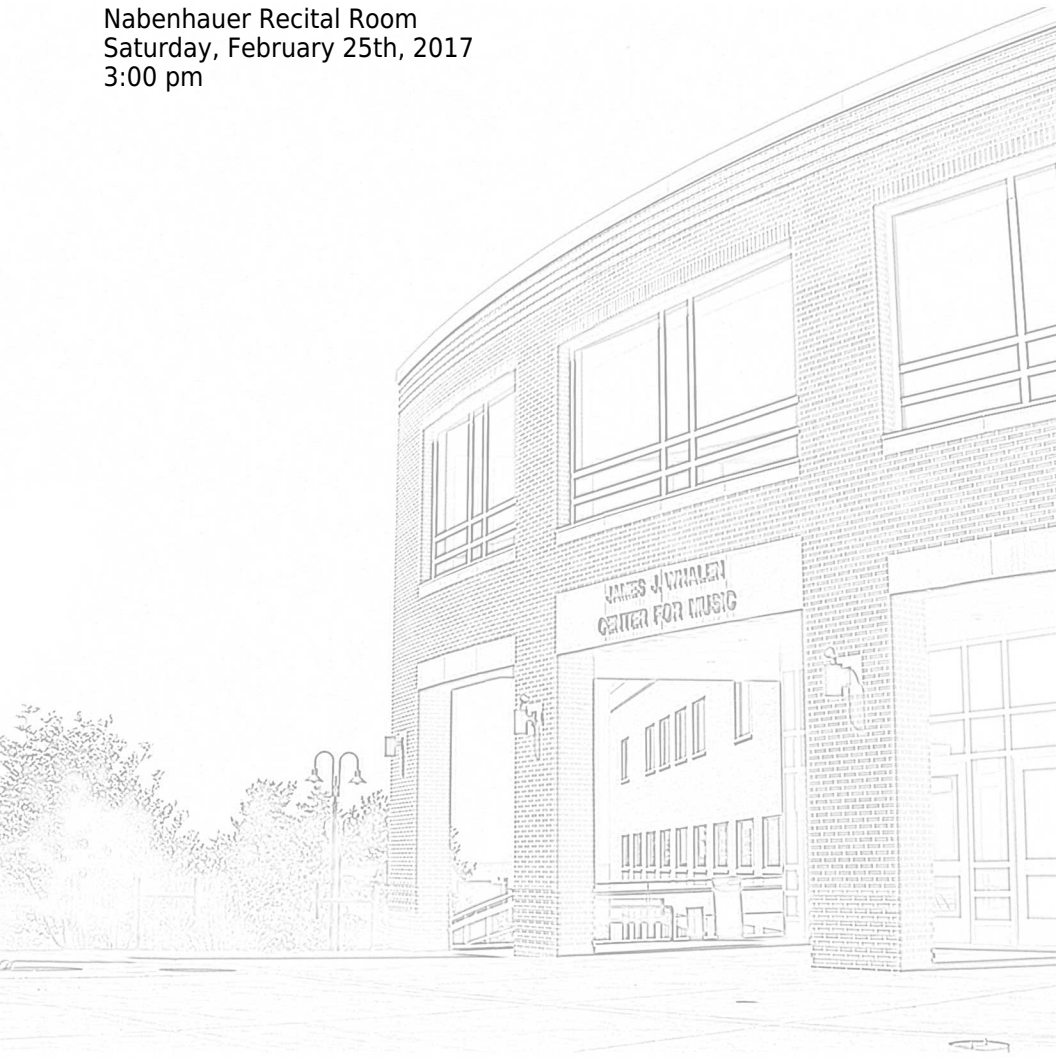 Nabenhauer Recital Room
Saturday, February 25th, 2017
3:00 pm
JAMES J. WHALEN
CENTER FOR MUSIC